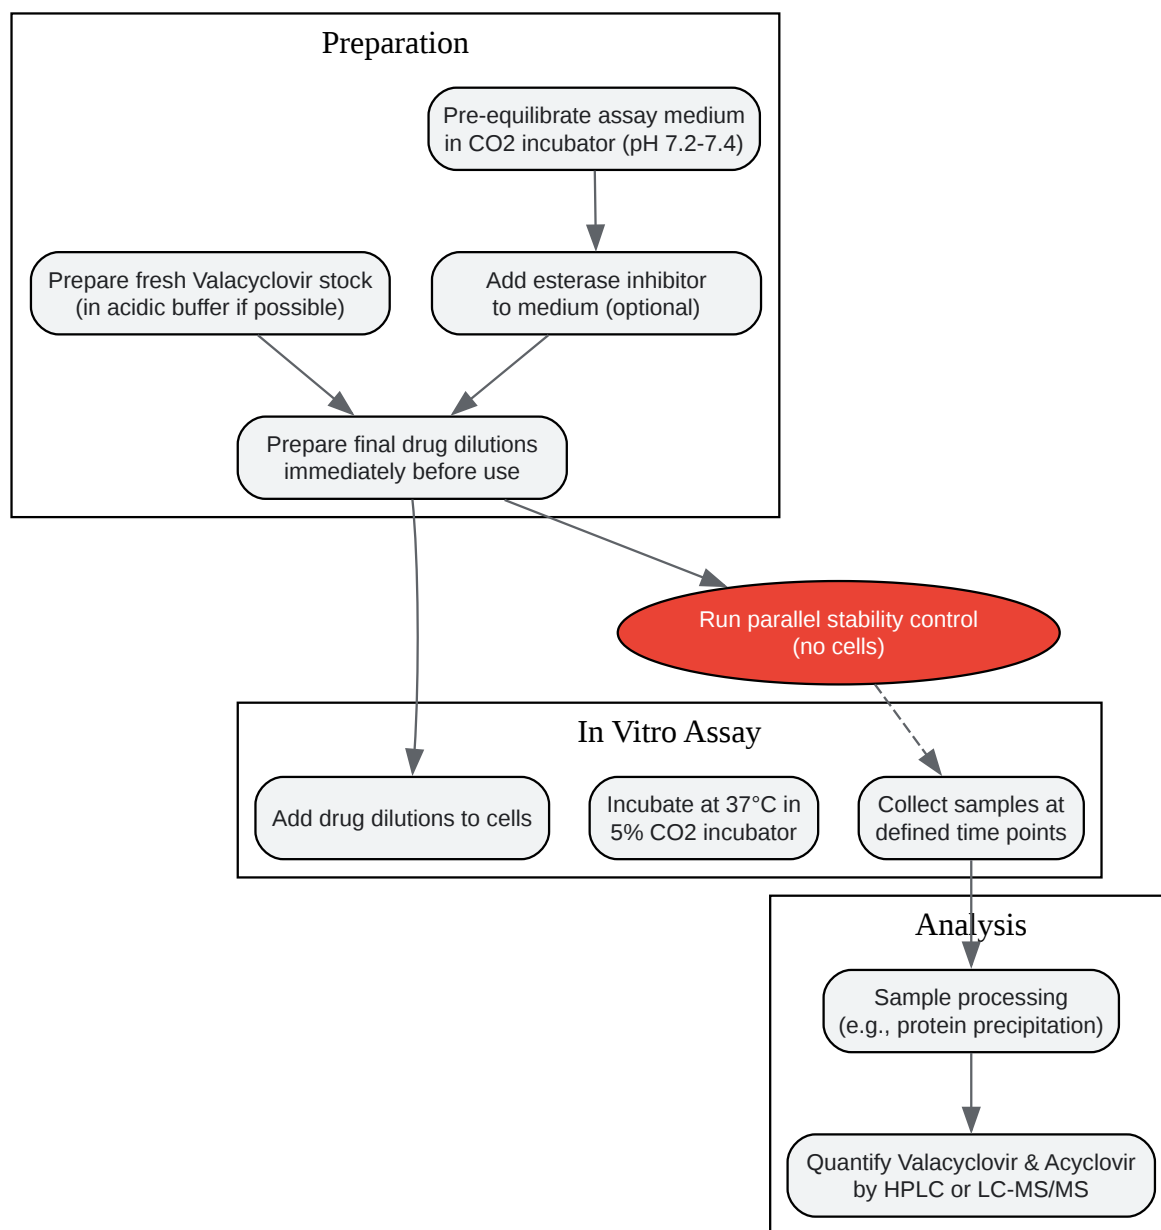 Preparation
Pre-equilibrate assay medium
in CO2 incubator (pH 7.2-7.4)
Prepare fresh Valacyclovir stock
(in acidic buffer if possible)
Add esterase inhibitor
to medium (optional)
Prepare final drug dilutions
immediately before use
Run parallel stability control
(no cells)
In Vitro Assay
Add drug dilutions to cells
Incubate at 37°C in
5% CO2 incubator
Collect samples at
defined time points
Analysis
Sample processing
(e.g., protein precipitation)
Quantify Valacyclovir & Acyclovir
by HPLC or LC-MS/MS